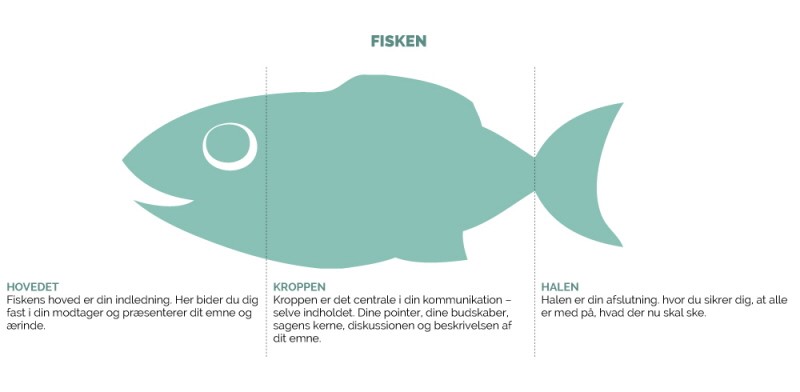 FISKEN
HOVEDET
Fiskens hoved er din indledning. Her bider du dig
fast i din modtager og præsenterer dit emne og
ærinde.
KROPPEN
Kroppen er det centrale i din kommunikation –
selve indholdet. Dine pointer, dine budskaber,
sagens kerne, diskussionen og beskrivelsen af
dit emne.
HALEN
Halen er din afslutning. hvor du sikrer dig, at alle
er med på, hvad der nu skal ske.